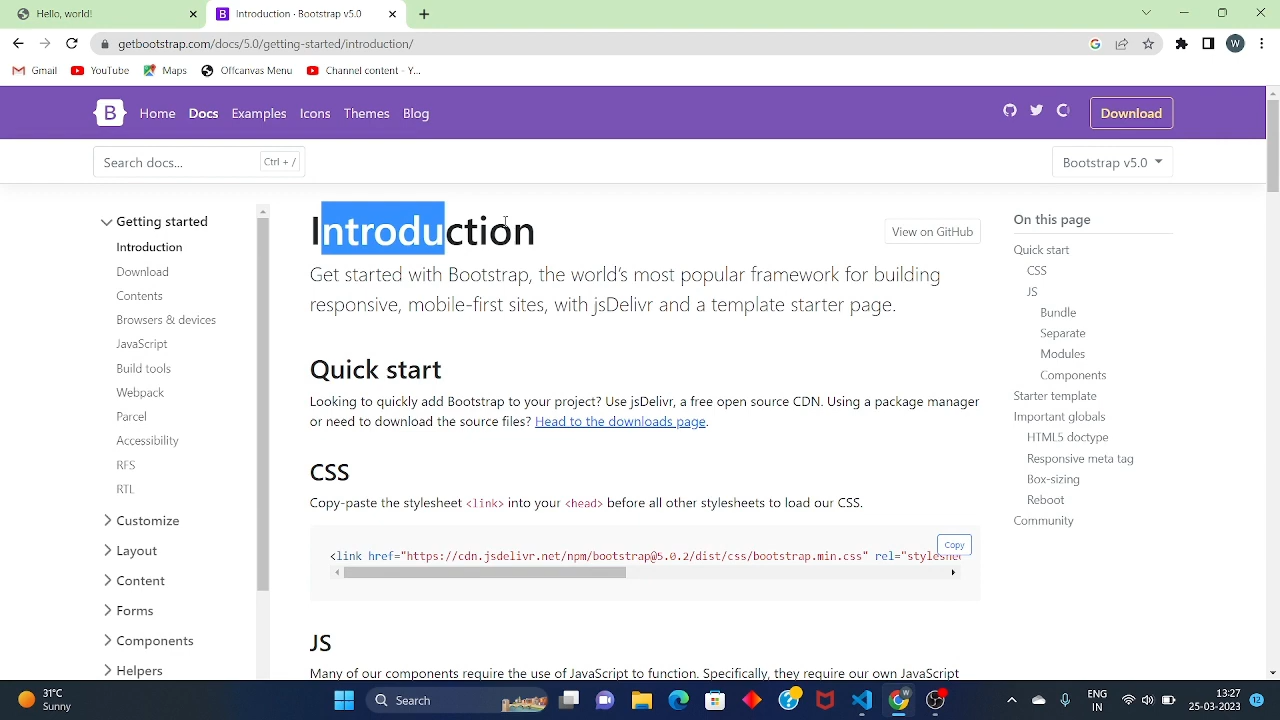 Hello, world!
Introduction · Bootstrap v5.0
getbootstrap.com/docs/5.0/getting-started/introduction/
W
Gmail
YouTube
Maps
Offcanvas Menu
Channel content - Y...
B
Home
Docs
Examples
Icons
Themes
Blog
Download
Search docs...
Ctrl + /
Bootstrap v5.0
Getting started
Introduction
Download
Contents
Browsers & devices
JavaScript
Build tools
Webpack
Parcel
Accessibility
RFS
RTL
Customize
Layout
Content
Forms
Components
Helpers
Introduction
View on GitHub
Get started with Bootstrap, the world’s most popular framework for building
responsive, mobile-first sites, with jsDelivr and a template starter page.
Quick start
Looking to quickly add Bootstrap to your project? Use jsDelivr, a free open source CDN. Using a package manager
or need to download the source files? Head to the downloads page.
CSS
Copy-paste the stylesheet <link> into your <head> before all other stylesheets to load our CSS.
Copy
<link href="https://cdn.jsdelivr.net/npm/bootstrap@5.0.2/dist/css/bootstrap.min.css" rel="styleshe
JS
Many of our components require the use of JavaScript to function. Specifically, they require our own JavaScript
On this page
Quick start
CSS
JS
Bundle
Separate
Modules
Components
Starter template
Important globals
HTML5 doctype
Responsive meta tag
Box-sizing
Reboot
Community
31°C
Sunny
Search
ENG
IN
13:27
25-03-2023
12